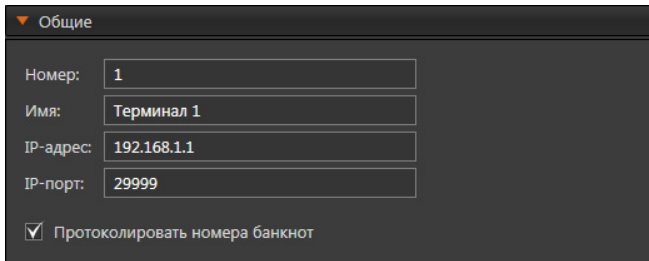 Общие
Номер: 1
Имя: Терминал 1
IP-адрес: 192.168.1.1
IP-порт: 29999
Протоколировать номера банкнот